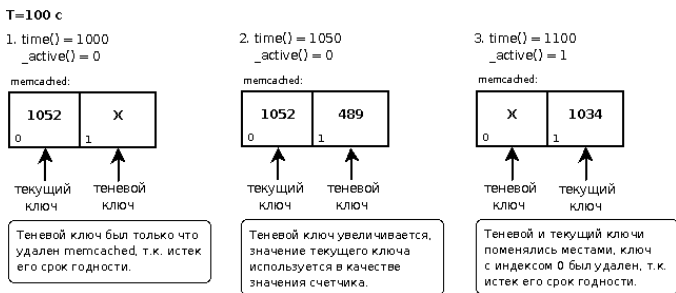 T=100 с
1. time() = 1000
_active() = 0
memcached:
1052 X
0 1
текущий ключ
теневой ключ
Теневой ключ был только что
удален memcached, т.к. истек
его срок годности.
2. time() = 1050
_active() = 0
memcached:
1052 489
0 1
текущий ключ
теневой ключ
Теневой ключ увеличивается,
значение текущего ключа
используется в качестве
значения счетчика.
3. time() = 1100
_active() = 1
memcached:
X 1034
0 1
теневой ключ
текущий ключ
Теневой и текущий ключи
поменялись местами, ключ
с индексом 0 был удален, т.к.
истек его срок годности.